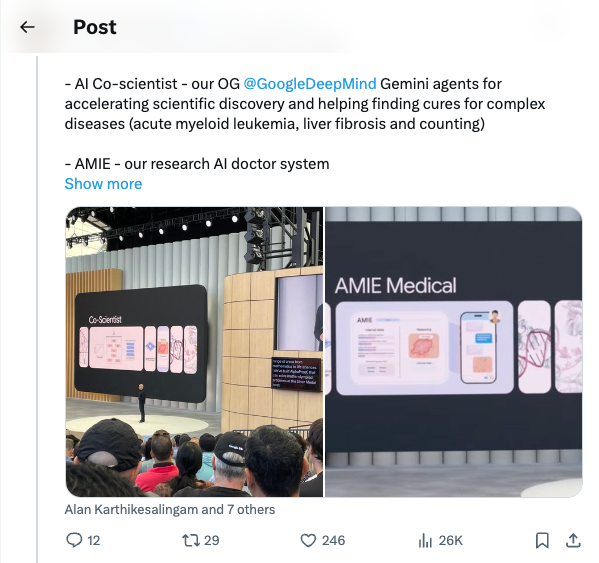 Post
- AI Co-scientist - our OG @GoogleDeepMind Gemini agents for
accelerating scientific discovery and helping finding cures for complex
diseases (acute myeloid leukemia, liver fibrosis and counting)
- AMIE - our research AI doctor system
Show more
Co-Scientist
AMIE Medical
AMIE
Alan Karthikesalingam and 7 others
12
29
246
26K